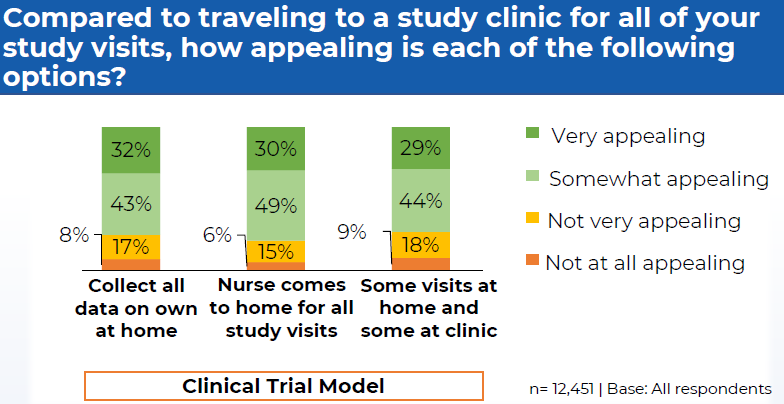 Compared to traveling to a study clinic for all of your
study visits, how appealing is each of the following
options?
32%
30%
29%
43%
49%
44%
8%
6%
9%
17%
15%
18%
Very appealing
Somewhat appealing
Not very appealing
Not at all appealing
Collect all
data on own
at home
Nurse comes
to home for all
study visits
Some visits at
home and
some at clinic
Clinical Trial Model
n= 12,451 | Base: All respondents